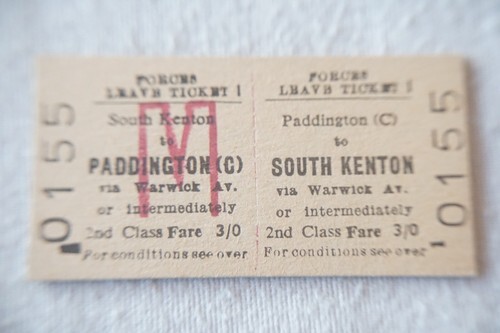 0155
FORCES
LEAVE TICKET 1
South Kenton
to
PADDINGTON (C)
via Warwick Av.
or intermediately
2nd Class Fare 3/0
For conditions see over
M
FORCES
LEAVE TICKET 1
Paddington (C)
to
SOUTH KENTON
via Warwick Av.
or intermediately
2nd Class Fare 3/0
For conditions see over
0155